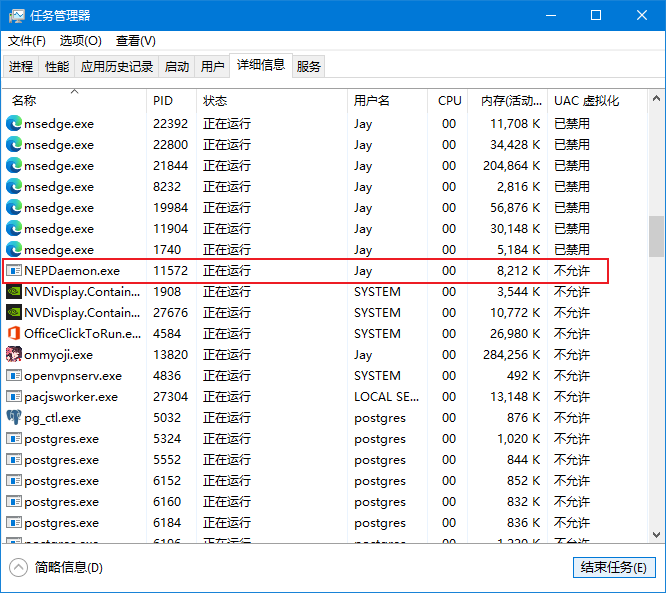 任务管理器
文件(F) 选项(O) 查看(V)
进程 性能 应用历史记录 启动 用户 详细信息 服务
名称 PID 状态 用户名 CPU 内存(活动... UAC 虚拟化
msedge.exe 22392 正在运行 Jay 00 11,708 K 已禁用
msedge.exe 22800 正在运行 Jay 00 34,428 K 已禁用
msedge.exe 21844 正在运行 Jay 00 204,864 K 已禁用
msedge.exe 8232 正在运行 Jay 00 2,816 K 已禁用
msedge.exe 19984 正在运行 Jay 00 56,876 K 已禁用
msedge.exe 11904 正在运行 Jay 00 30,148 K 已禁用
msedge.exe 1740 正在运行 Jay 00 5,184 K 已禁用
NEPDaemon.exe 11572 正在运行 Jay 00 8,212 K 不允许
NVDisplay.Contain... 1908 正在运行 SYSTEM 00 3,544 K 不允许
NVDisplay.Contain... 27676 正在运行 SYSTEM 00 10,772 K 不允许
OfficeClickToRun.e... 4584 正在运行 SYSTEM 00 26,980 K 不允许
onmyoji.exe 13820 正在运行 Jay 00 284,256 K 不允许
openvpnserv.exe 4836 正在运行 SYSTEM 00 492 K 不允许
pacjsworker.exe 27304 正在运行 LOCAL SE... 00 13,148 K 不允许
pg_ctl.exe 5032 正在运行 postgres 00 876 K 不允许
postgres.exe 5324 正在运行 postgres 00 1,020 K 不允许
postgres.exe 5552 正在运行 postgres 00 844 K 不允许
postgres.exe 6152 正在运行 postgres 00 852 K 不允许
postgres.exe 6160 正在运行 postgres 00 832 K 不允许
postgres.exe 6184 正在运行 postgres 00 836 K 不允许
postgres.exe 正在运行 postgres 00 不允许
简略信息(D) 结束任务(E)